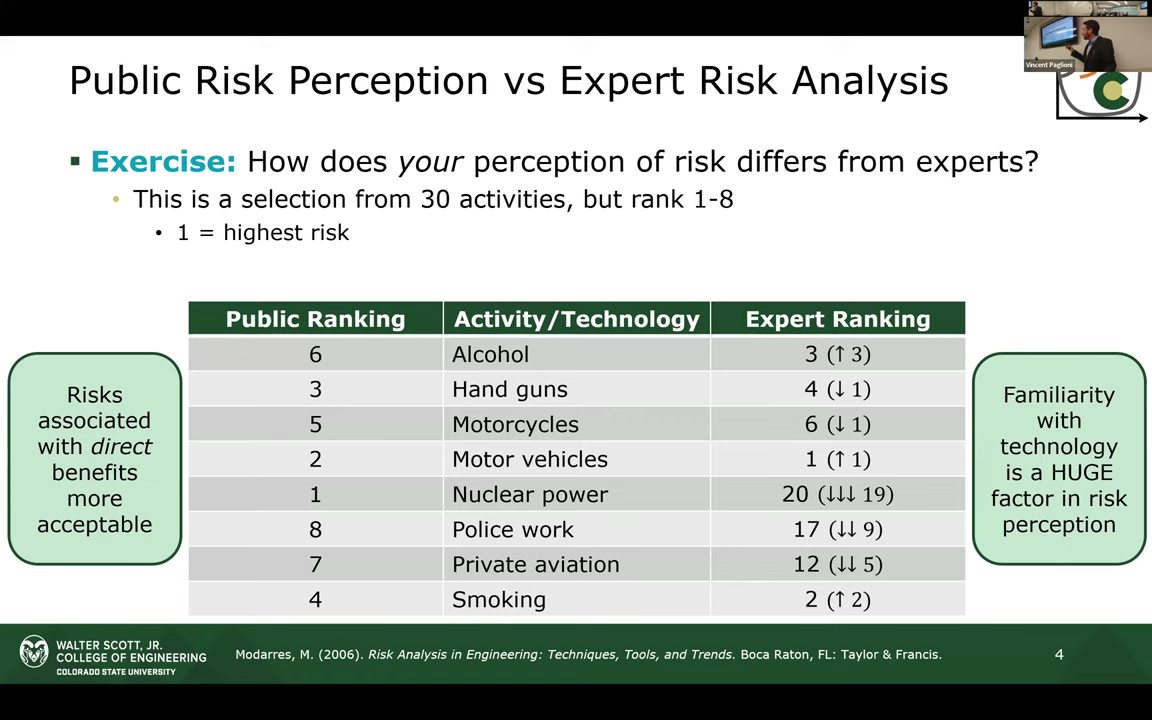 Vincent Paglioni
Public Risk Perception vs Expert Risk Analysis
▪ Exercise: How does your perception of risk differs from experts?
• This is a selection from 30 activities, but rank 1-8
• 1 = highest risk
Public Ranking Activity/Technology Expert Ranking
6 Alcohol 3 (↑ 3)
3 Hand guns 4 (↓ 1)
5 Motorcycles 6 (↓ 1)
2 Motor vehicles 1 (↑ 1)
1 Nuclear power 20 (↓↓↓ 19)
8 Police work 17 (↓↓ 9)
7 Private aviation 12 (↓↓ 5)
4 Smoking 2 (↑ 2)
Risks
associated
with direct
benefits
more
acceptable
Familiarity
with
technology
is a HUGE
factor in risk
perception
WALTER SCOTT, JR.
COLLEGE OF ENGINEERING
COLORADO STATE UNIVERSITY
Modarres, M. (2006). Risk Analysis in Engineering: Techniques, Tools, and Trends. Boca Raton, FL: Taylor & Francis.
4